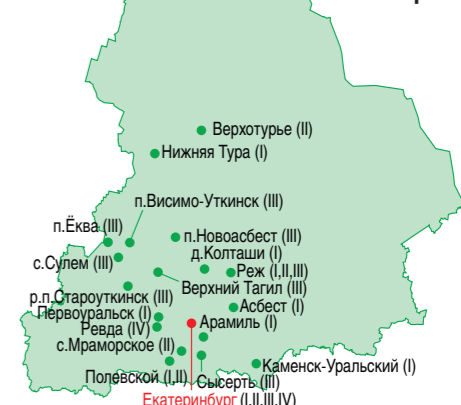 Верхотурье (II)
Нижняя Тура (I)
п.Висимо-Уткинск (III)
п.Ёква (III)
п.Новоасбест (III)
д.Колташи (I)
с.Сулем (III)
Реж (I,II,III)
Верхний Тагил (III)
р.п.Староуткинск (III)
Асбест (I)
Первоуральск (I)
Арамиль (I)
Ревда (IV)
с.Мраморское (II)
Каменск-Уральский (I)
Полевской (I,II)
Сысерть (III)
Екатеринбург (I,II,III,IV)